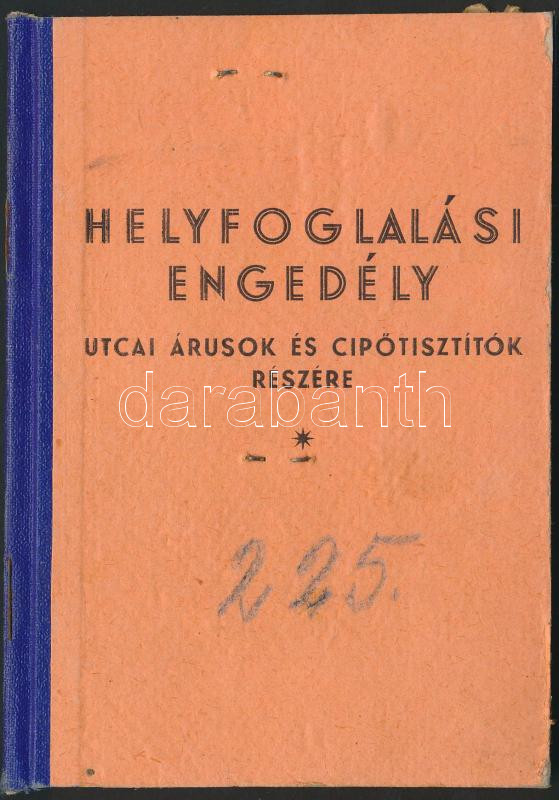 HELYFOGLALÁSI
ENGEDÉLY
UTCAI ÁRUSOK ÉS CIPŐTISZTÍTÓK
RÉSZÉRE
darabanth
225.